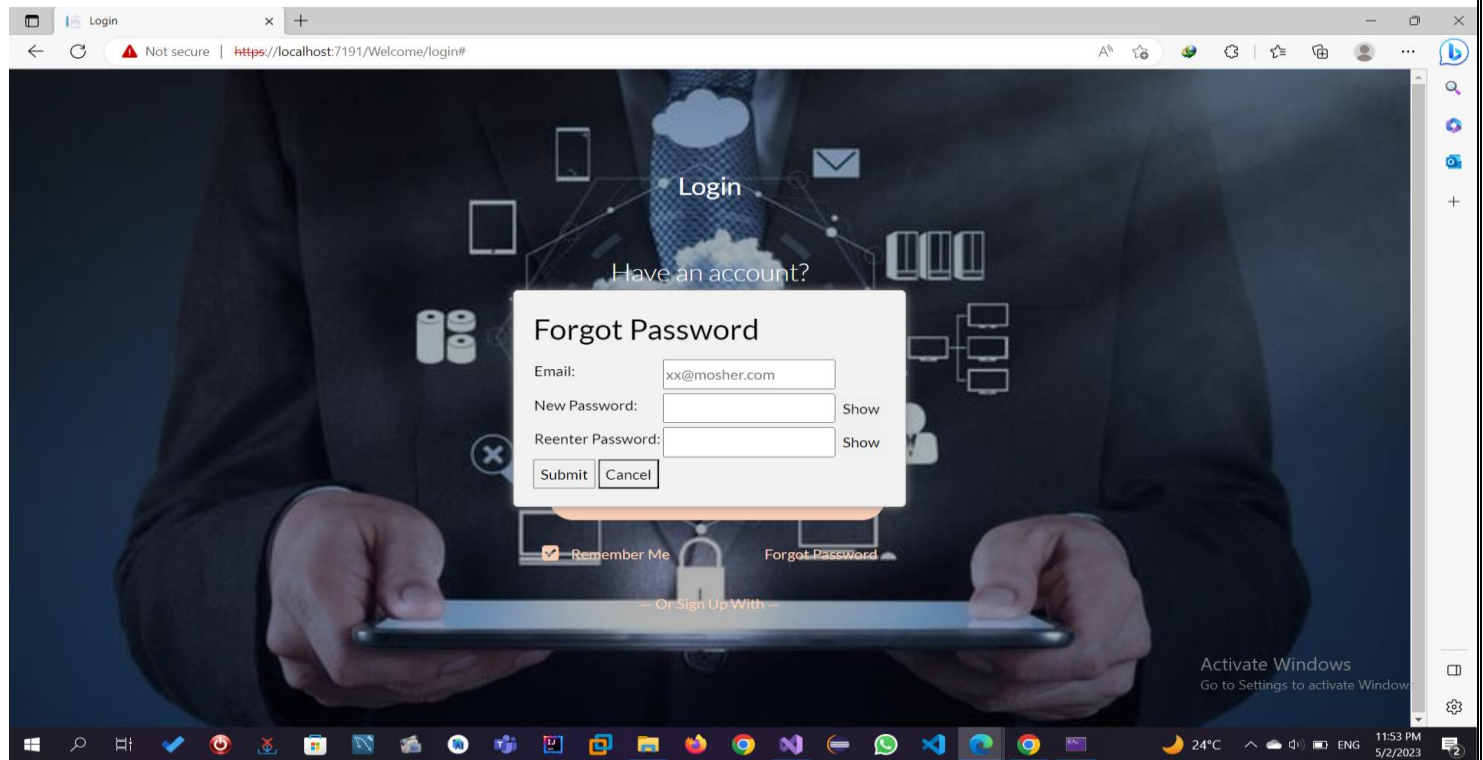 Login
Not secure | https://localhost:7191/Welcome/login#
Login
Have an account?
Forgot Password
Email: xx@mosher.com
New Password: Show
Reenter Password: Show
Submit Cancel
Remember Me Forgot Password
— Or Sign Up With —
Activate Windows
Go to Settings to activate Windows.
24°C ENG 11:53 PM
5/2/2023
2